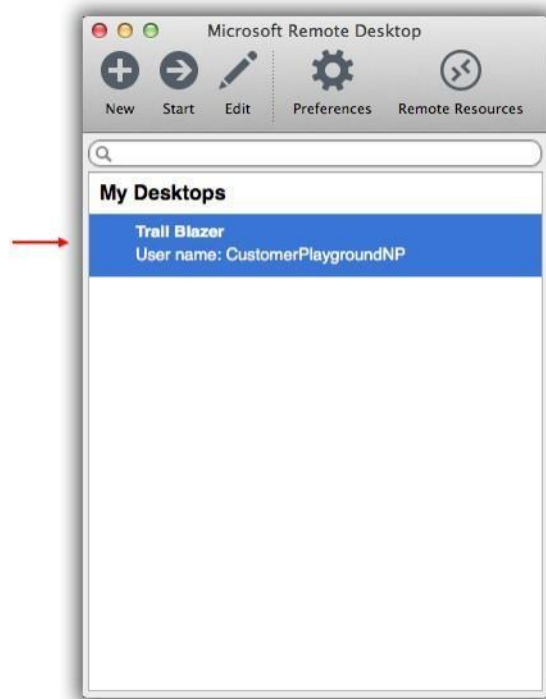 Microsoft Remote Desktop
New Start Edit Preferences Remote Resources
My Desktops
Trail Blazer
User name: CustomerPlaygroundNP